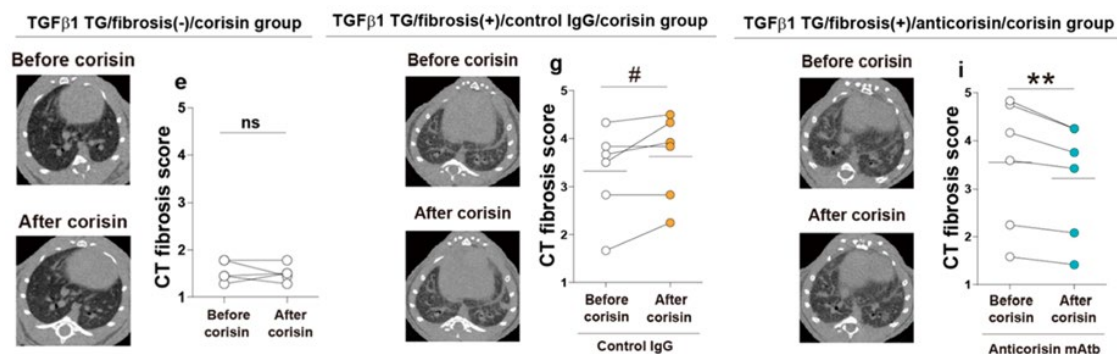 TGFβ1 TG/fibrosis(-)/corisin group
Before corisin
After corisin
e
CT fibrosis score
5
4
3
2
1
ns
Before corisin
After corisin
TGFβ1 TG/fibrosis(+)/control IgG/corisin group
Before corisin
After corisin
g
CT fibrosis score
5
4
3
2
1
#
Before corisin
After corisin
Control IgG
TGFβ1 TG/fibrosis(+)/anticorisin/corisin group
Before corisin
After corisin
i
CT fibrosis score
5
4
3
2
1
**
Before corisin
After corisin
Anticorisin mAtb